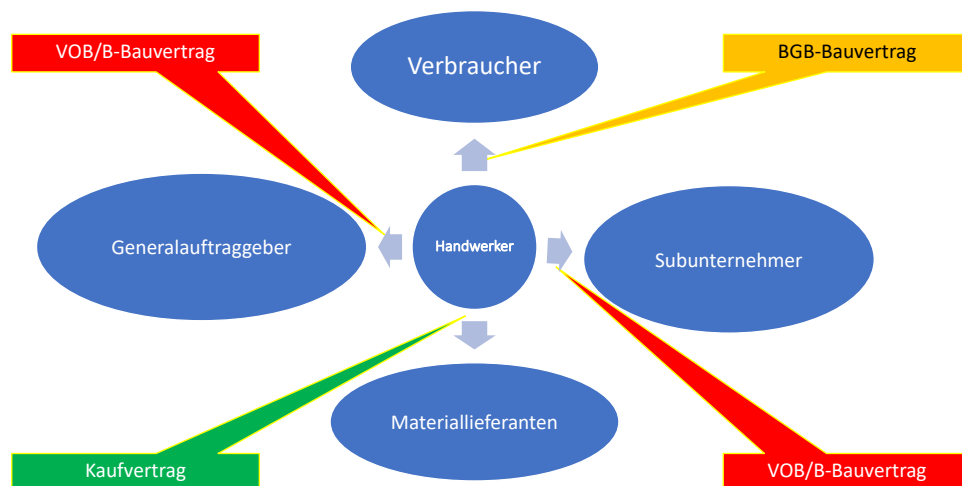 VOB/B-Bauvertrag
Verbraucher
BGB-Bauvertrag
Generalauftraggeber
Handwerker
Subunternehmer
Materiallieferanten
Kaufvertrag
VOB/B-Bauvertrag